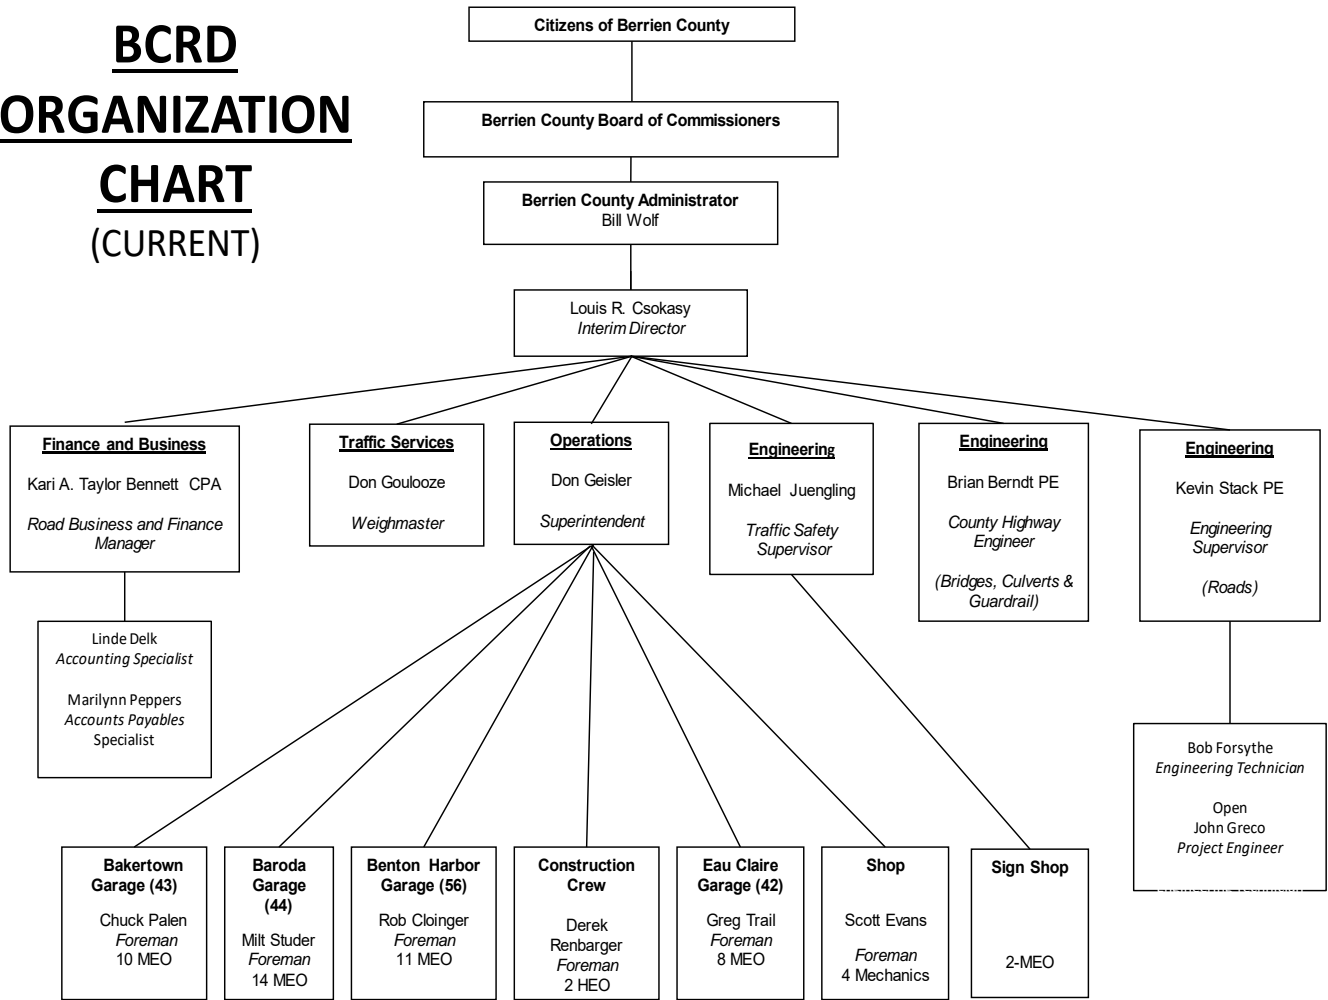 BCRD
ORGANIZATION
CHART
(CURRENT)
Citizens of Berrien County
Berrien County Board of Commissioners
Berrien County Administrator
Bill Wolf
Louis R. Csokasy
Interim Director
Finance and Business
Kari A. Taylor Bennett CPA
Road Business and Finance
Manager
Traffic Services
Don Goulooze
Weighmaster
Operations
Don Geisler
Superintendent
Engineering
Michael Juengling
Traffic Safety
Supervisor
Engineering
Brian Berndt PE
County Highway
Engineer
(Bridges, Culverts &
Guardrail)
Engineering
Kevin Stack PE
Engineering
Supervisor
(Roads)
Linde Delk
Accounting Specialist
Marilynn Peppers
Accounts Payables
Specialist
Bob Forsythe
Engineering Technician
Open
John Greco
Project Engineer
Bakertown
Garage (43)
Chuck Palen
Foreman
10 MEO
Baroda
Garage
(44)
Milt Studer
Foreman
14 MEO
Benton Harbor
Garage (56)
Rob Cloinger
Foreman
11 MEO
Construction
Crew
Derek
Renbarger
Foreman
2 HEO
Eau Claire
Garage (42)
Greg Trail
Foreman
8 MEO
Shop
Scott Evans
Foreman
4 Mechanics
Sign Shop
2-MEO